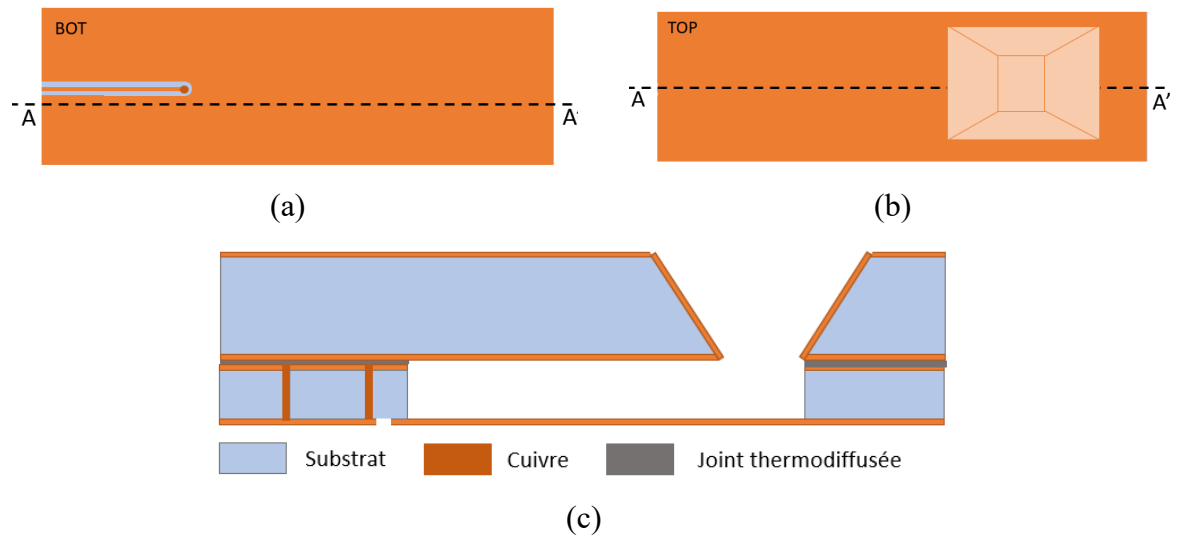 BOT
A
A'
(a)
TOP
A
A'
(b)
Substrat
Cuivre
Joint thermodiffusée
(c)